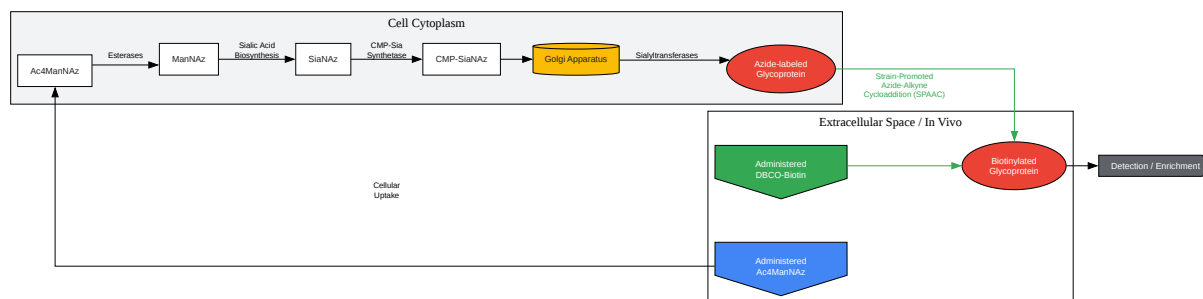 Cell Cytoplasm
Ac4ManNAz
Esterases
ManNAz
Sialic Acid
Biosynthesis
SiaNAz
CMP-Sia
Synthetase
CMP-SiaNAz
Golgi Apparatus
Sialyltransferases
Azide-labeled
Glycoprotein
Strain-Promoted
Azide-Alkyne
Cycloaddition (SPAAC)
Extracellular Space / In Vivo
Administered
DBCO-Biotin
Biotinylated
Glycoprotein
Detection / Enrichment
Cellular
Uptake
Administered
Ac4ManNAz